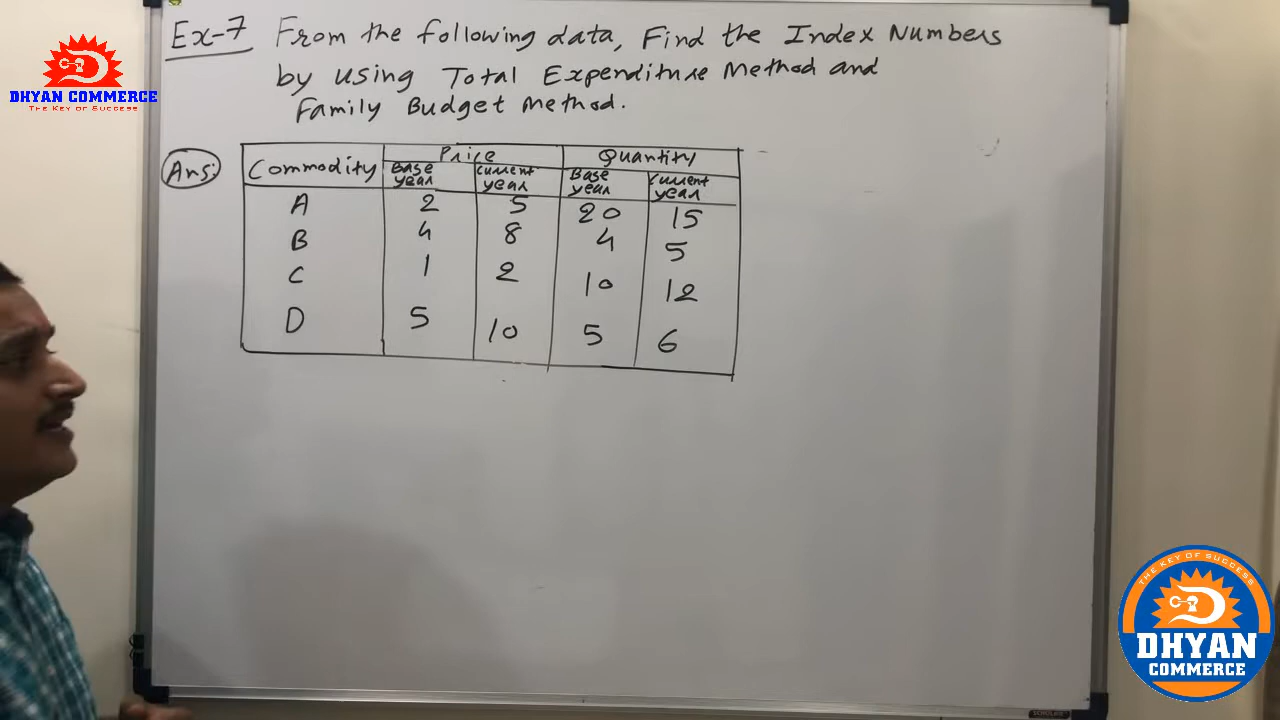 Ex-7 From the following data, Find the Index Numbers
by using Total Expenditure Method and
Family Budget Method.
DHYAN COMMERCE
The Key of Success
Ans:
Commodity Price Quantity
Base year Current year Base year Current year
A 2 5 20 15
B 4 8 4 5
C 1 2 10 12
D 5 10 5 6
THE KEY OF SUCCESS
DHYAN
COMMERCE